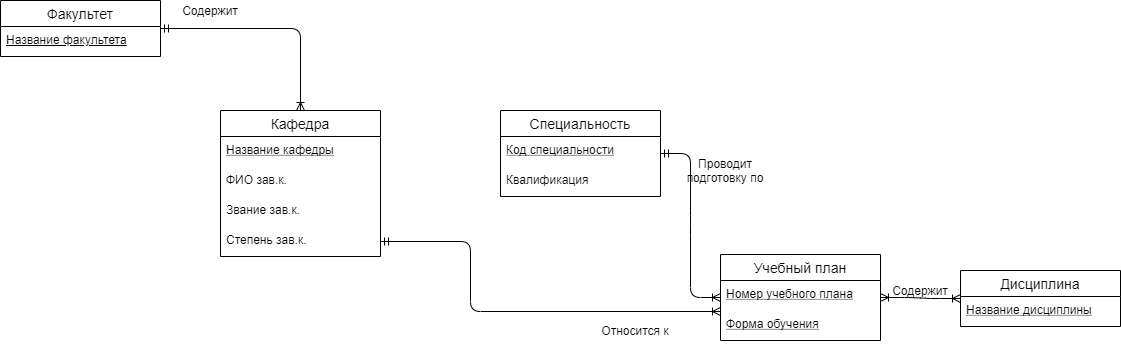 Факультет
Название факультета
Содержит
Кафедра
Название кафедры
ФИО зав.к.
Звание зав.к.
Степень зав.к.
Специальность
Код специальности
Квалификация
Проводит
подготовку по
Учебный план
Номер учебного плана
Форма обучения
Содержит
Дисциплина
Название дисциплины
Относится к